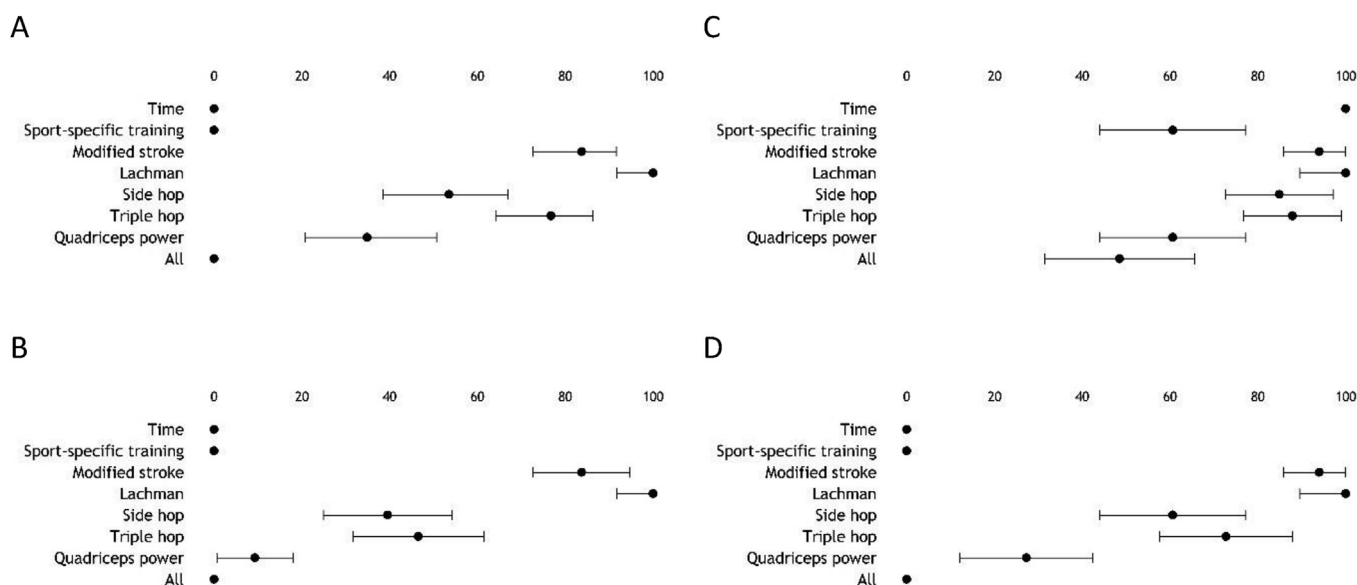 A
0 20 40 60 80 100
Time
Sport-specific training
Modified stroke
Lachman
Side hop
Triple hop
Quadriceps power
All
B
0 20 40 60 80 100
Time
Sport-specific training
Modified stroke
Lachman
Side hop
Triple hop
Quadriceps power
All
C
0 20 40 60 80 100
Time
Sport-specific training
Modified stroke
Lachman
Side hop
Triple hop
Quadriceps power
All
D
0 20 40 60 80 100
Time
Sport-specific training
Modified stroke
Lachman
Side hop
Triple hop
Quadriceps power
All